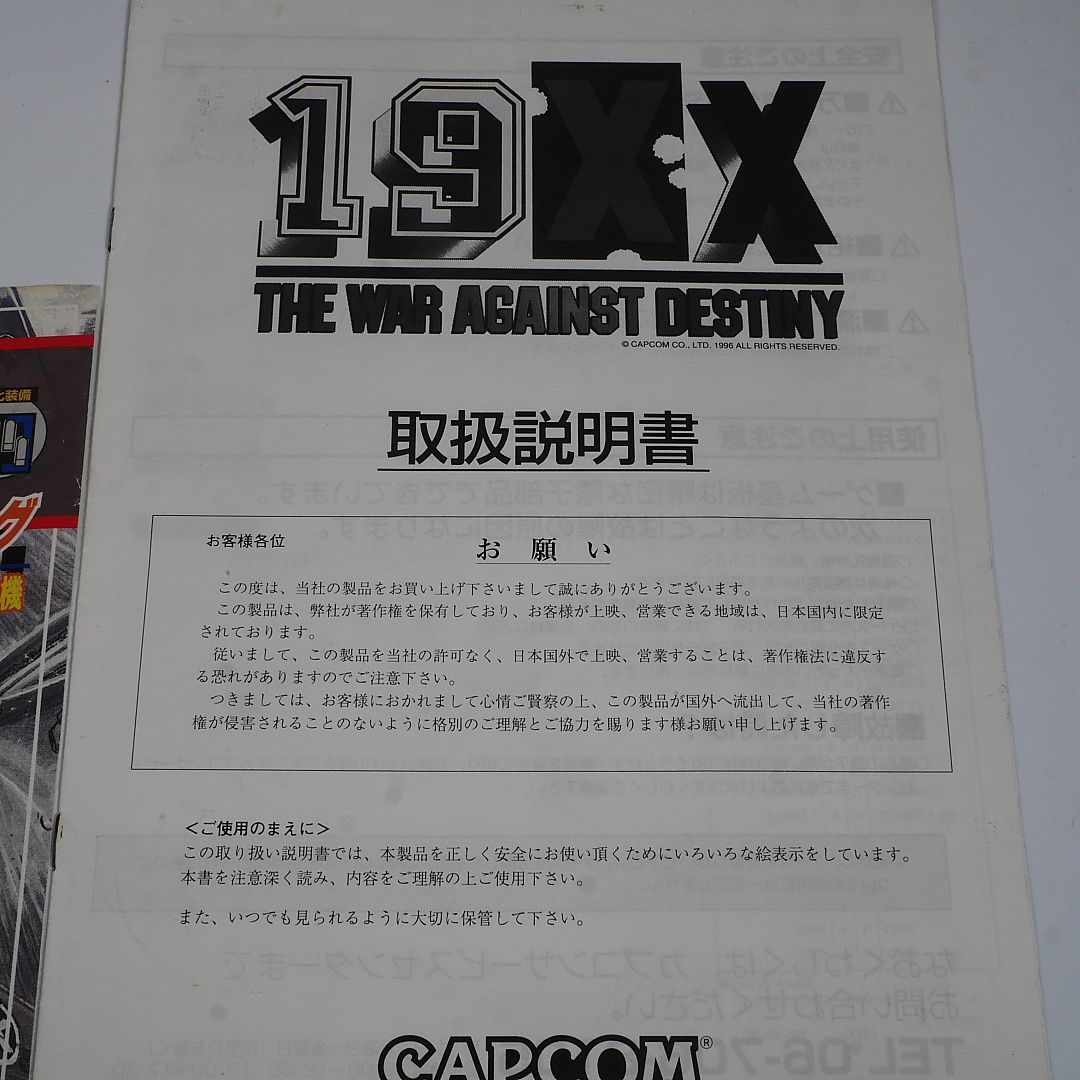 19XX
THE WAR AGAINST DESTINY
© CAPCOM CO., LTD. 1996 ALL RIGHTS RESERVED.
取扱説明書
お客様各位
お願い
この度は、当社の製品をお買い上げ下さいまして誠にありがとうございます。
この製品は、弊社が著作権を保有しており、お客様が上映、営業できる地域は、日本国内に限定
されております。
従いまして、この製品を当社の許可なく、日本国外で上映、営業することは、著作権法に違反す
る恐れがありますのでご注意下さい。
つきましては、お客様におかれまして心情ご賢察の上、この製品が国外へ流出して、当社の著作
権が侵害されることのないように格別のご理解とご協力を賜ります様お願い申し上げます。
＜ご使用のまえに＞
この取り扱い説明書では、本製品を正しく安全にお使い頂くためにいろいろな絵表示をしています。
本書を注意深く読み、内容をご理解の上ご使用下さい。
また、いつでも見られるように大切に保管して下さい。
CAPCOM®
装備
グ
機